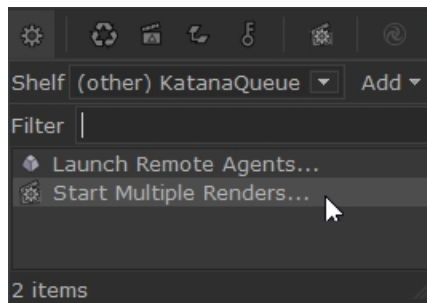 Shelf (other) KatanaQueue Add
Filter
Launch Remote Agents...
Start Multiple Renders...
2 items